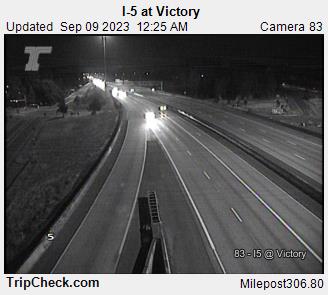 I-5 at Victory
Updated Sep 09 2023 12:25 AM Camera 83
T
5
83 - I5 @ Victory
TripCheck.com Milepost306.80